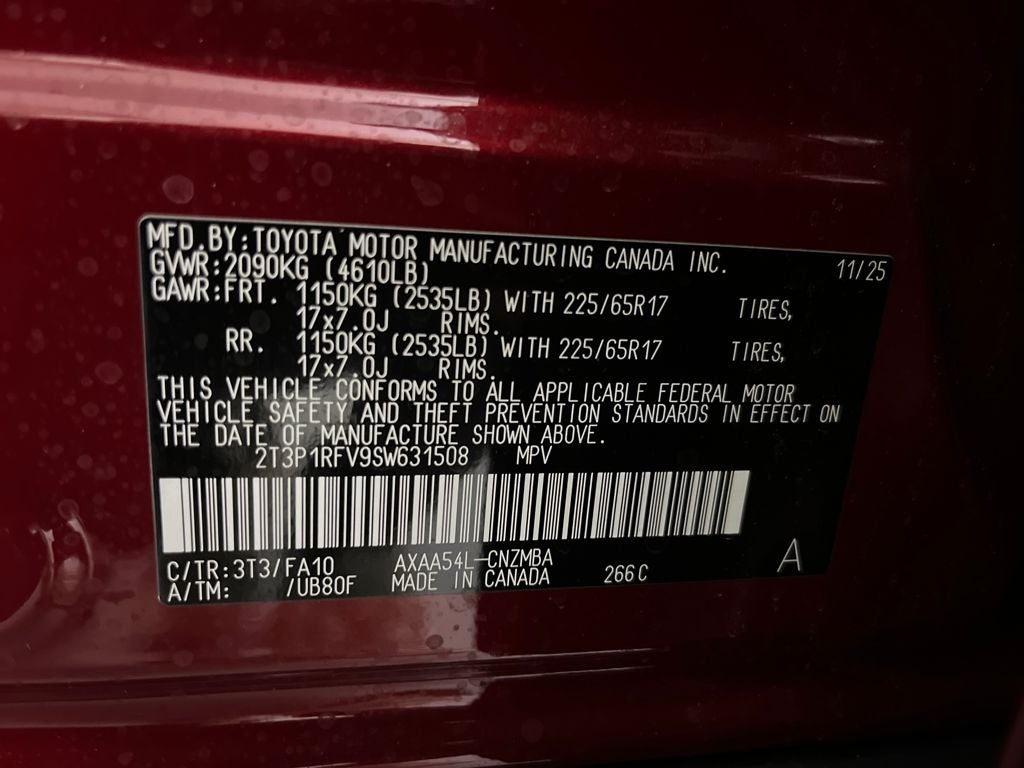 MFD.BY:TOYOTA MOTOR MANUFACTURING CANADA INC. 11/25
GVWR:2090KG (4610LB)
GAWR:FRT. 1150KG (2535LB) WITH 225/65R17 TIRES,
17x7.0J RIMS.
RR. 1150KG (2535LB) WITH 225/65R17 TIRES,
17x7.0J RIMS.
THIS VEHICLE CONFORMS TO ALL APPLICABLE FEDERAL MOTOR
VEHICLE SAFETY AND THEFT PREVENTION STANDARDS IN EFFECT ON
THE DATE OF MANUFACTURE SHOWN ABOVE.
2T3P1RFV9SW631508 MPV
C/TR:3T3/FA10 AXAA54L-CNZMBA
A/TM: /UB80F MADE IN CANADA 266C A